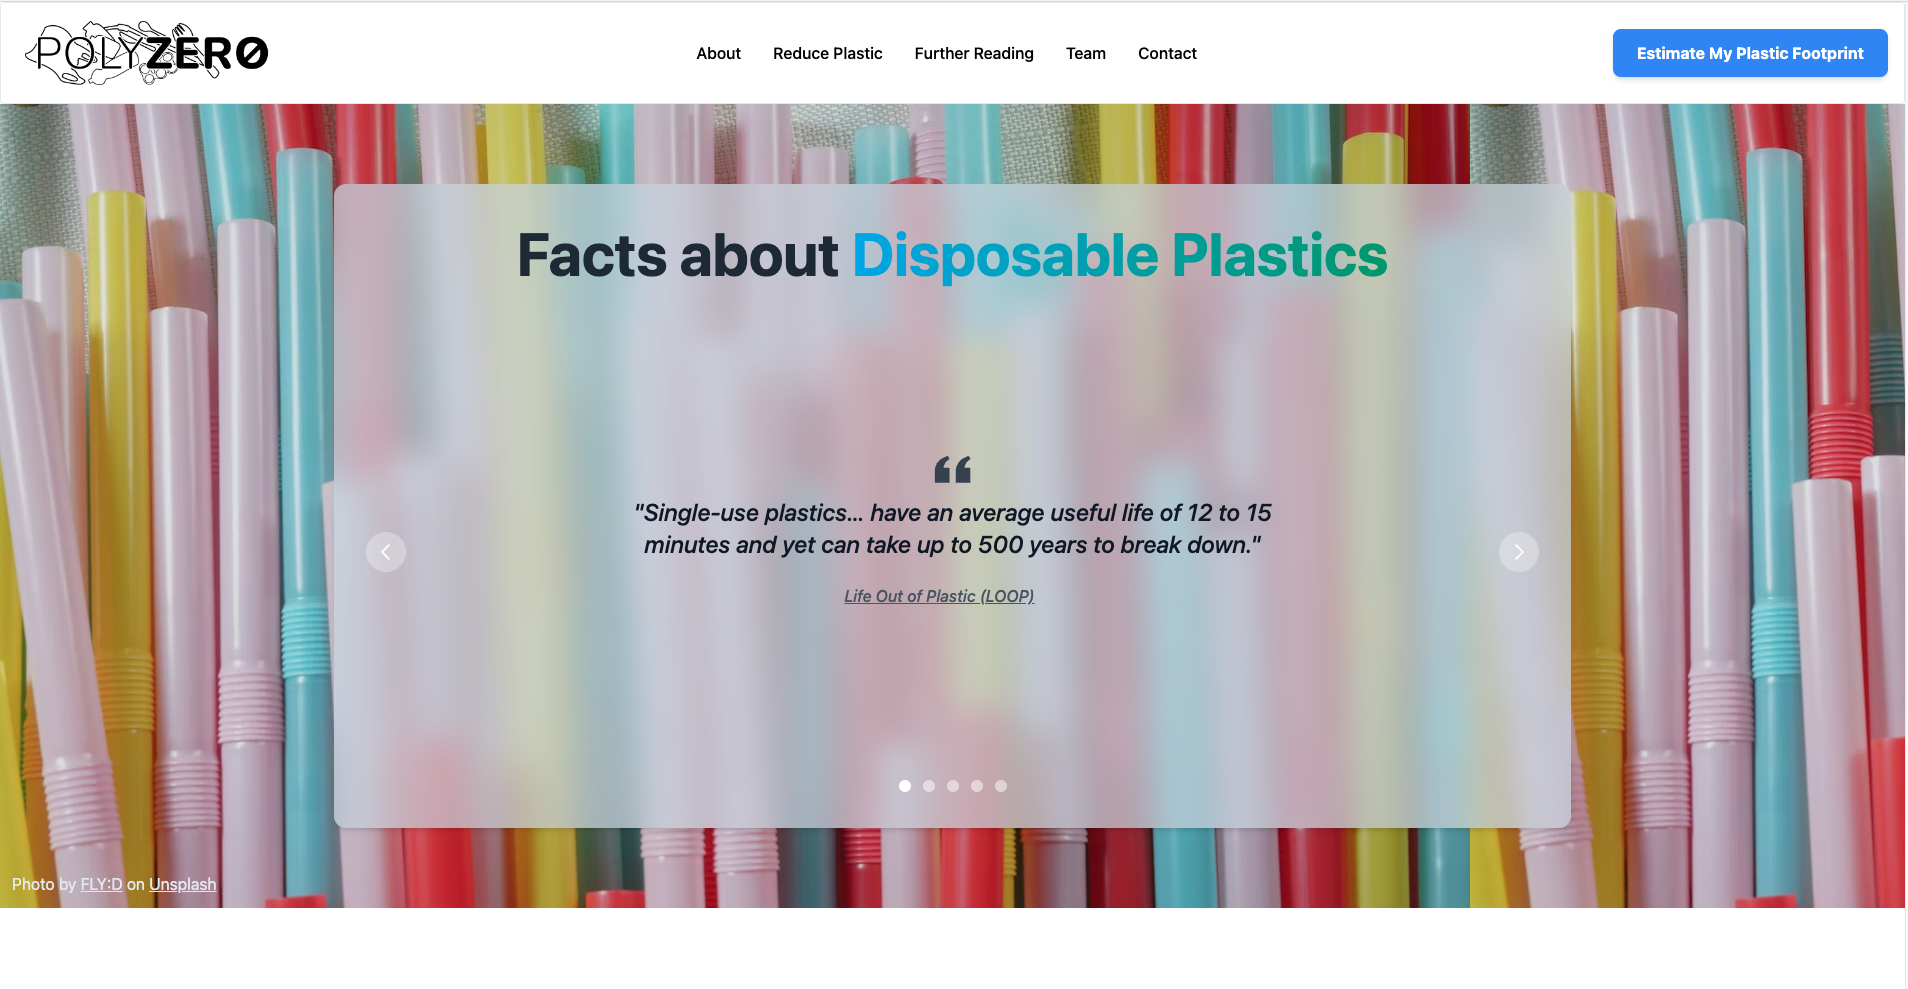 POLYZERØ
About
Reduce Plastic
Further Reading
Team
Contact
Estimate My Plastic Footprint
Facts about Disposable Plastics
“
"Single-use plastics... have an average useful life of 12 to 15
minutes and yet can take up to 500 years to break down."
Life Out of Plastic (LOOP)
Photo by FLY:D on Unsplash